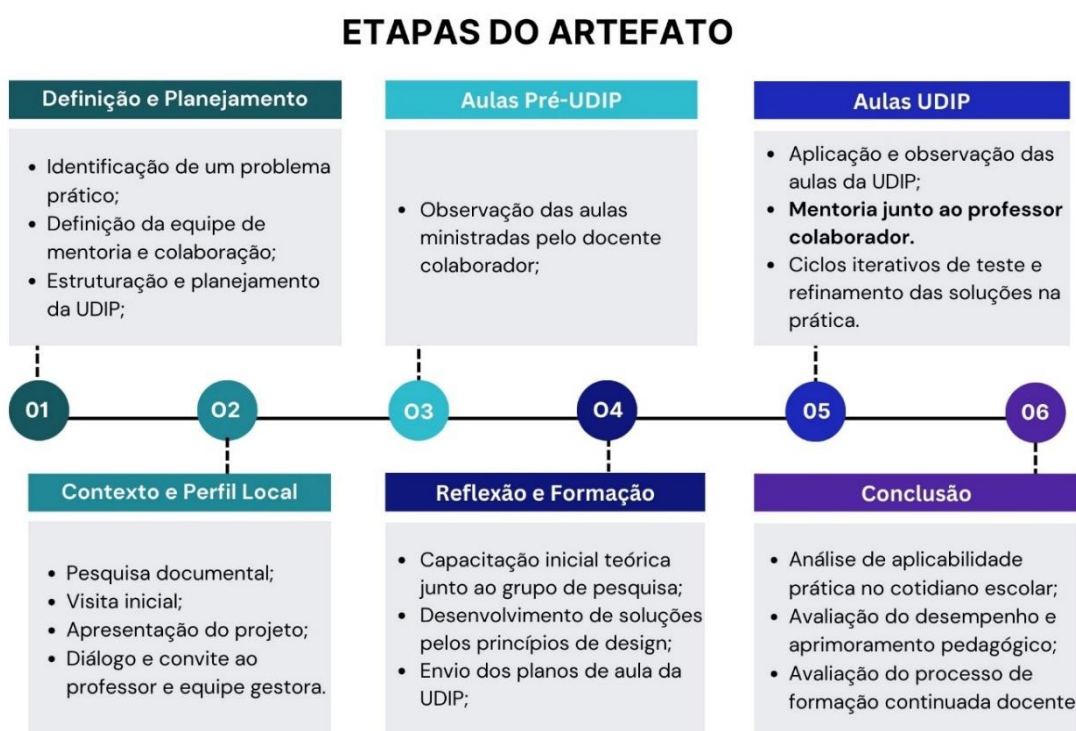 ETAPAS DO ARTEFATO
Definição e Planejamento
• Identificação de um problema
prático;
• Definição da equipe de
mentoria e colaboração;
• Estruturação e planejamento
da UDIP;
Aulas Pré-UDIP
• Observação das aulas
ministradas pelo docente
colaborador;
Aulas UDIP
• Aplicação e observação das
aulas da UDIP;
• Mentoria junto ao professor
colaborador.
• Ciclos iterativos de teste e
refinamento das soluções na
prática.
01
02
03
04
05
06
Contexto e Perfil Local
• Pesquisa documental;
• Visita inicial;
• Apresentação do projeto;
• Diálogo e convite ao
professor e equipe gestora.
Reflexão e Formação
• Capacitação inicial teórica
junto ao grupo de pesquisa;
• Desenvolvimento de soluções
pelos princípios de design;
• Envio dos planos de aula da
UDIP;
Conclusão
• Análise de aplicabilidade
prática no cotidiano escolar;
• Avaliação do desempenho e
aprimoramento pedagógico;
• Avaliação do processo de
formação continuada docente